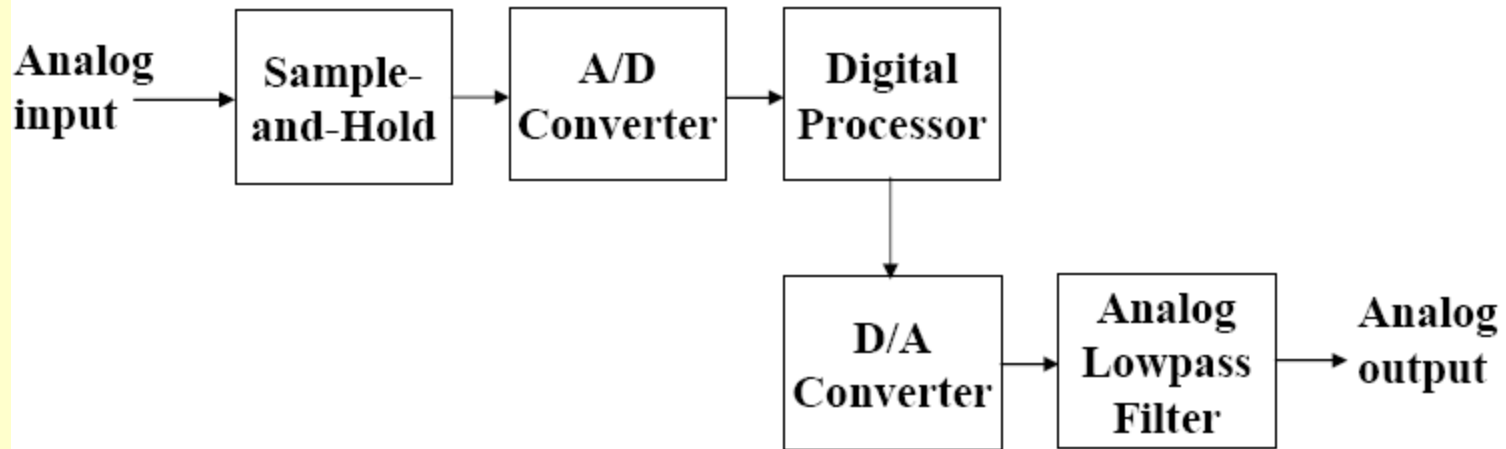 Analog
input
Sample-
and-Hold
A/D
Converter
Digital
Processor
D/A
Converter
Analog
Lowpass
Filter
Analog
output